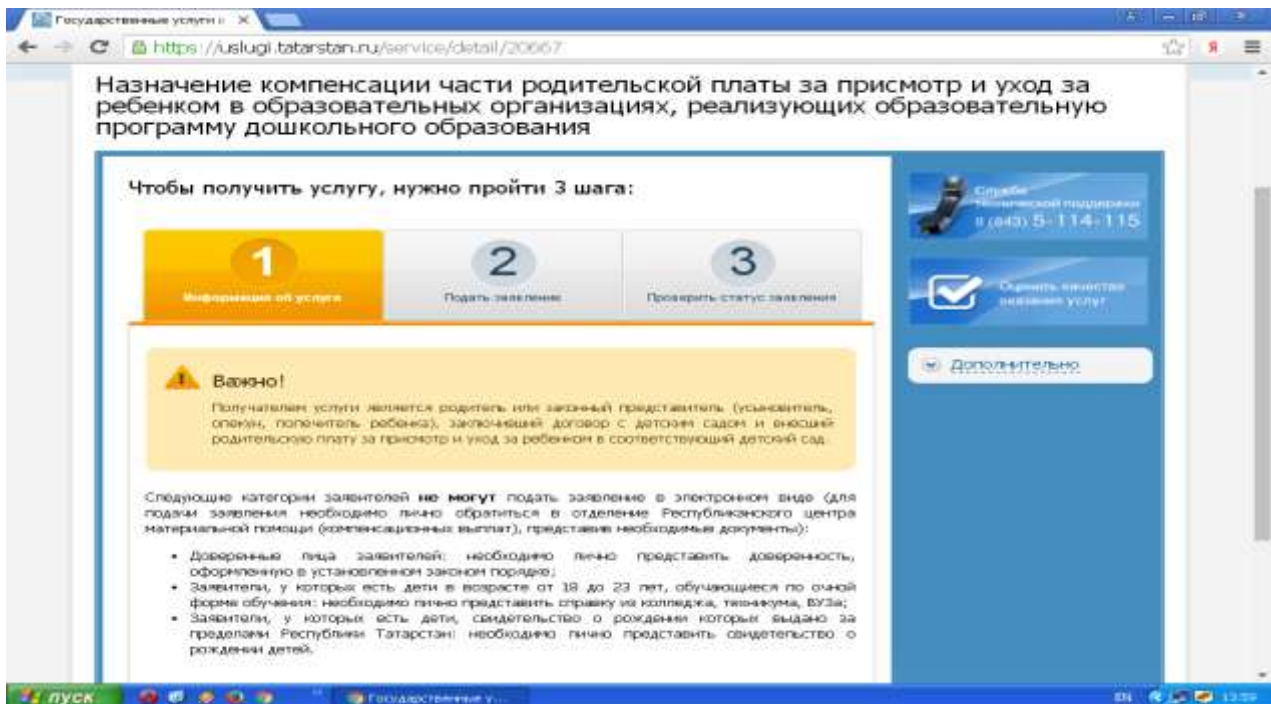 Государственные услуги
https://uslugi.tatarstan.ru/service/detail/20667
Назначение компенсации части родительской платы за присмотр и уход за
ребенком в образовательных организациях, реализующих образовательную
программу дошкольного образования
Чтобы получить услугу, нужно пройти 3 шага:
1
Информация об услуге
2
Подать заявление
3
Проверить статус заявления
Служба
технической поддержки
8 (843) 5-114-115
Оценить качество
оказания услуг
Дополнительно
Важно!
Получателем услуги является родитель или законный представитель (усыновитель,
опекун, попечитель ребенка), заключивший договор с детским садом и внесший
родительскую плату за присмотр и уход за ребенком в соответствующий детский сад.
Следующие категории заявителей не могут подать заявление в электронном виде (для
подачи заявления необходимо лично обратиться в отделение Республиканского центра
материальной помощи (компенсационных выплат), представив необходимые документы):
• Доверенные лица заявителей: необходимо лично представить доверенность,
оформленную в установленном законом порядке;
• Заявители, у которых есть дети в возрасте от 18 до 23 лет, обучающиеся по очной
форме обучения: необходимо лично представить справку из колледжа, техникума, ВУЗа;
• Заявители, у которых есть дети, свидетельство о рождении которых выдано за
пределами Республики Татарстан: необходимо лично представить свидетельство о
рождении детей.
пуск
Государственные у...
EN
13:59